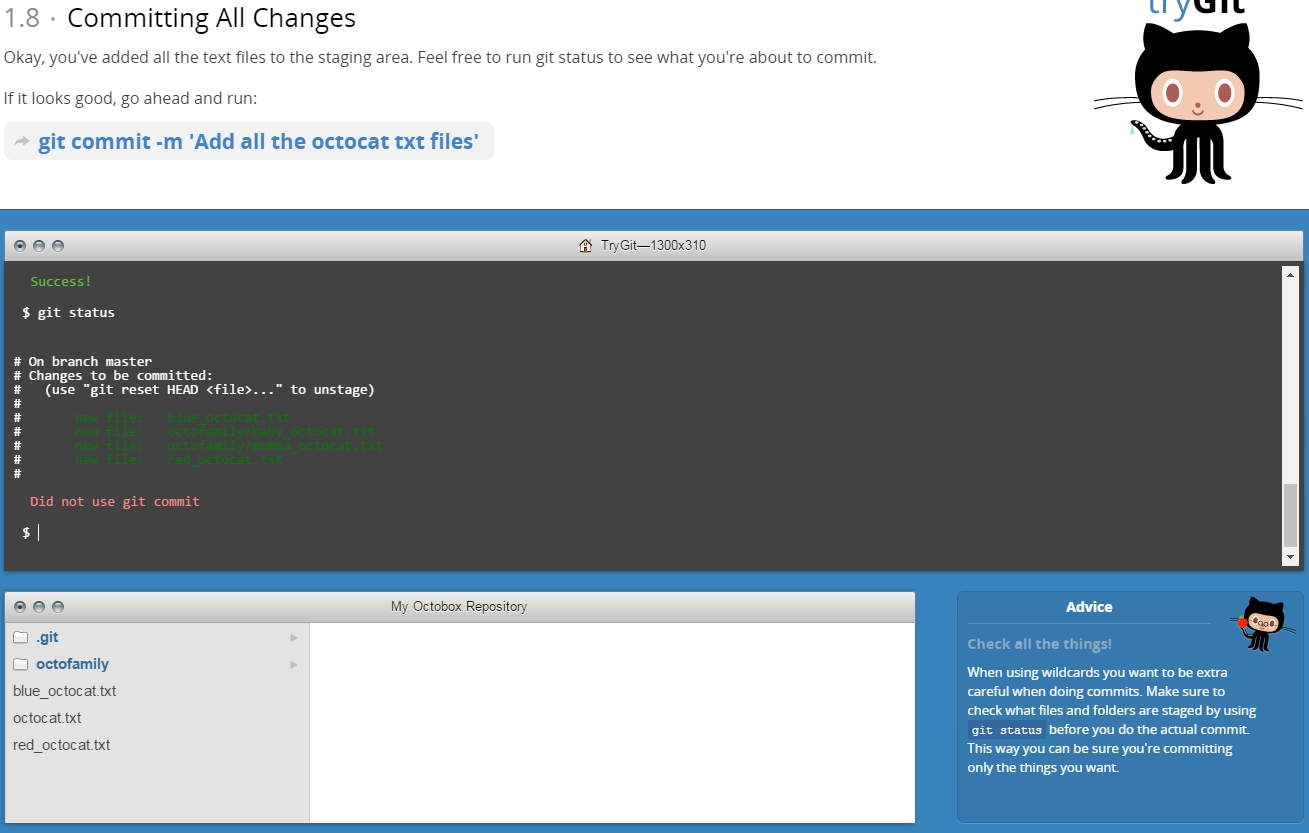 tryGit
1.8 · Committing All Changes
Okay, you've added all the text files to the staging area. Feel free to run git status to see what you're about to commit.
If it looks good, go ahead and run:
git commit -m 'Add all the octocat txt files'
TryGit—1300x310
Success!
$ git status
# On branch master
# Changes to be committed:
#   (use "git reset HEAD <file>..." to unstage)
#
#       new file:   blue_octocat.txt
#       new file:   octofamily/baby_octocat.txt
#       new file:   octofamily/momma_octocat.txt
#       new file:   red_octocat.txt
#
Did not use git commit
$
My Octobox Repository
.git
octofamily
blue_octocat.txt
octocat.txt
red_octocat.txt
Advice
Check all the things!
When using wildcards you want to be extra
careful when doing commits. Make sure to
check what files and folders are staged by using
git status before you do the actual commit.
This way you can be sure you're committing
only the things you want.